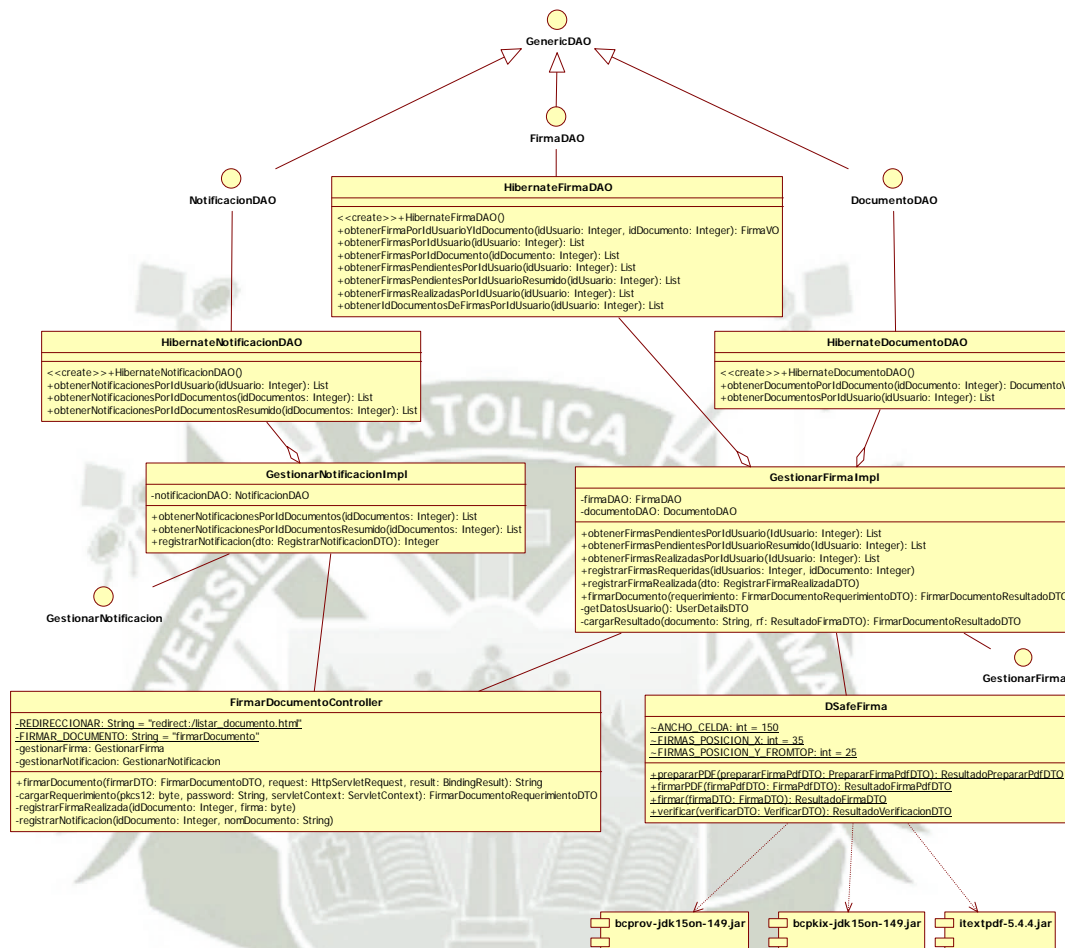 GenericDAO
FirmaDAO
NotificacionDAO
DocumentoDAO
HibernateFirmaDAO
<<create>>+HibernateFirmaDAO()
+obtenerFirmaPorIdUsuarioYIdDocumento(idUsuario: Integer, idDocumento: Integer): FirmaVO
+obtenerFirmasPorIdUsuario(idUsuario: Integer): List
+obtenerFirmasPorIdDocumento(idDocumento: Integer): List
+obtenerFirmasPendientesPorIdUsuario(idUsuario: Integer): List
+obtenerFirmasPendientesPorIdUsuarioResumido(idUsuario: Integer): List
+obtenerFirmasRealizadasPorIdUsuario(idUsuario: Integer): List
+obtenerIdDocumentosDeFirmasPorIdUsuario(idUsuario: Integer): List
HibernateNotificacionDAO
<<create>>+HibernateNotificacionDAO()
+obtenerNotificacionesPorIdUsuario(idUsuario: Integer): List
+obtenerNotificacionesPorIdDocumentos(idDocumentos: Integer): List
+obtenerNotificacionesPorIdDocumentosResumido(idDocumentos: Integer): List
HibernateDocumentoDAO
<<create>>+HibernateDocumentoDAO()
+obtenerDocumentoPorIdDocumento(idDocumento: Integer): DocumentoV
+obtenerDocumentosPorIdUsuario(idUsuario: Integer): List
CATOLICA
GestionarNotificacionImpl
-notificacionDAO: NotificacionDAO
+obtenerNotificacionesPorIdDocumentos(idDocumentos: Integer): List
+obtenerNotificacionesPorIdDocumentosResumido(idDocumentos: Integer): List
+registrarNotificacion(dto: RegistrarNotificacionDTO): Integer
GestionarFirmaImpl
-firmaDAO: FirmaDAO
-documentoDAO: DocumentoDAO
+obtenerFirmasPendientesPorIdUsuario(IdUsuario: Integer): List
+obtenerFirmasPendientesPorIdUsuarioResumido(IdUsuario: Integer): List
+obtenerFirmasRealizadasPorIdUsuario(IdUsuario: Integer): List
+registrarFirmasRequeridas(idUsuarios: Integer, idDocumento: Integer)
+registrarFirmaRealizada(dto: RegistrarFirmaRealizadaDTO)
+firmarDocumento(requerimiento: FirmarDocumentoRequerimientoDTO): FirmarDocumentoResultadoDTO
-getDatosUsuario(): UserDetailsDTO
-cargarResultado(documento: String, rf: ResultadoFirmaDTO): FirmarDocumentoResultadoDTO
GestionarNotificacion
GestionarFirma
FirmarDocumentoController
-REDIRECCIONAR: String = "redirect:/listar_documento.html"
-FIRMAR_DOCUMENTO: String = "firmarDocumento"
-gestionarFirma: GestionarFirma
-gestionarNotificacion: GestionarNotificacion
+firmarDocumento(firmarDTO: FirmarDocumentoDTO, request: HttpServletRequest, result: BindingResult): String
-cargarRequerimiento(pkcs12: byte, password: String, servletContext: ServletContext): FirmarDocumentoRequerimientoDTO
-registrarFirmaRealizada(idDocumento: Integer, firma: byte)
-registrarNotificacion(idDocumento: Integer, nomDocumento: String)
DSafeFirma
~ANCHO_CELDA: int = 150
~FIRMAS_POSICION_X: int = 35
~FIRMAS_POSICION_Y_FROMTOP: int = 25
+prepararPDF(prepararFirmaPdfDTO: PrepararFirmaPdfDTO): ResultadoPrepararPdfDTO
+firmarPDF(firmaPdfDTO: FirmaPdfDTO): ResultadoFirmaPdfDTO
+firmar(firmaDTO: FirmaDTO): ResultadoFirmaDTO
+verificar(verificarDTO: VerificarDTO): ResultadoVerificacionDTO
bcprov-jdk15on-149.jar
bcpkix-jdk15on-149.jar
itextpdf-5.4.4.jar